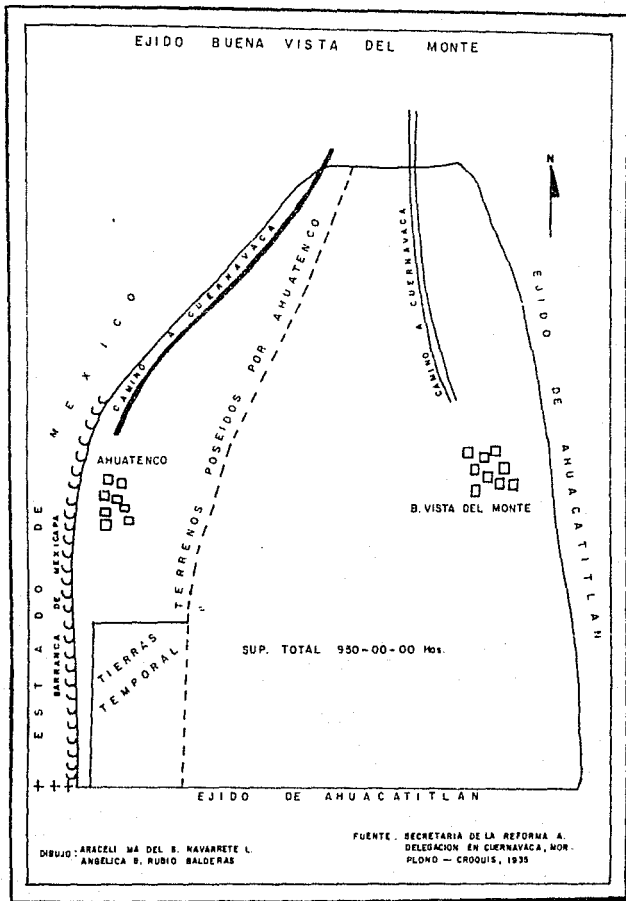 EJIDO BUENA VISTA DEL MONTE
N
CAMINO A CUERNAVACA
CAMINO A CUERNAVACA
TERRENOS POSEIDOS POR AHUATENCO
EJIDO DE AHUACATITLAN
ESTADO DE MEXICO
BARRANCA DE MEXICAPA
AHUATENCO
B. VISTA DEL MONTE
TIERRAS
TEMPORAL
SUP. TOTAL 950-00-00 Has.
EJIDO DE AHUACATITLAN
DIBUJO: ARACELI MA DEL S. NAVARRETE L.
ANGELICA B. RUBIO BALDERAS
FUENTE. SECRETARIA DE LA REFORMA A.
DELEGACION EN CUERNAVACA, MOR.
PLONO — CROQUIS, 1935